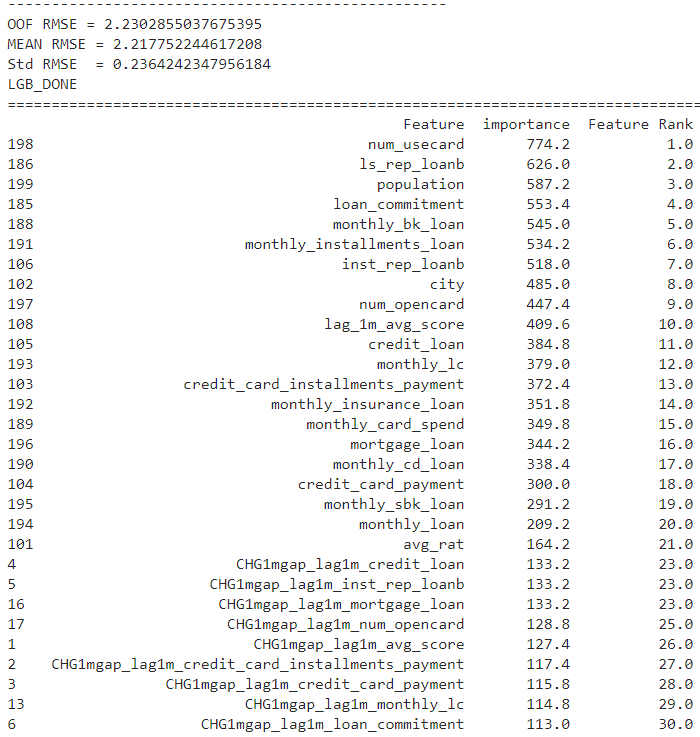 --------------------------------------------------
OOF RMSE = 2.2302855037675395
MEAN RMSE = 2.217752244617208
Std RMSE  = 0.2364242347956184
LGB_DONE
================================================================================
Feature  importance  Feature Rank
198 num_usecard 774.2 1.0
186 ls_rep_loanb 626.0 2.0
199 population 587.2 3.0
185 loan_commitment 553.4 4.0
188 monthly_bk_loan 545.0 5.0
191 monthly_installments_loan 534.2 6.0
106 inst_rep_loanb 518.0 7.0
102 city 485.0 8.0
197 num_opencard 447.4 9.0
108 lag_1m_avg_score 409.6 10.0
105 credit_loan 384.8 11.0
193 monthly_lc 379.0 12.0
103 credit_card_installments_payment 372.4 13.0
192 monthly_insurance_loan 351.8 14.0
189 monthly_card_spend 349.8 15.0
196 mortgage_loan 344.2 16.0
190 monthly_cd_loan 338.4 17.0
104 credit_card_payment 300.0 18.0
195 monthly_sbk_loan 291.2 19.0
194 monthly_loan 209.2 20.0
101 avg_rat 164.2 21.0
4 CHG1mgap_lag1m_credit_loan 133.2 23.0
5 CHG1mgap_lag1m_inst_rep_loanb 133.2 23.0
16 CHG1mgap_lag1m_mortgage_loan 133.2 23.0
17 CHG1mgap_lag1m_num_opencard 128.8 25.0
1 CHG1mgap_lag1m_avg_score 127.4 26.0
2 CHG1mgap_lag1m_credit_card_installments_payment 117.4 27.0
3 CHG1mgap_lag1m_credit_card_payment 115.8 28.0
13 CHG1mgap_lag1m_monthly_lc 114.8 29.0
6 CHG1mgap_lag1m_loan_commitment 113.0 30.0